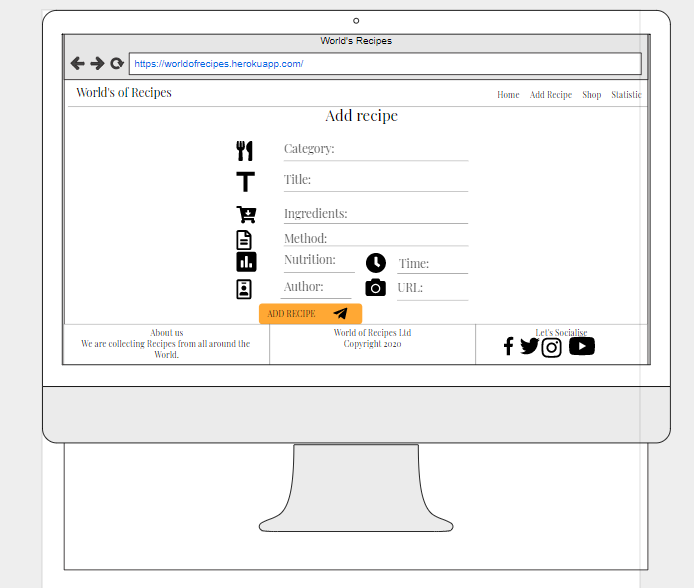 World's Recipes
https://worldofrecipes.herokuapp.com/
World's of Recipes
Home Add Recipe Shop Statistic
Add recipe
Category:
Title:
Ingredients:
Method:
Nutrition: Time:
Author: URL:
ADD RECIPE
About us
We are collecting Recipes from all around the
World.
World of Recipes Ltd
Copyright 2020
Let's Socialise